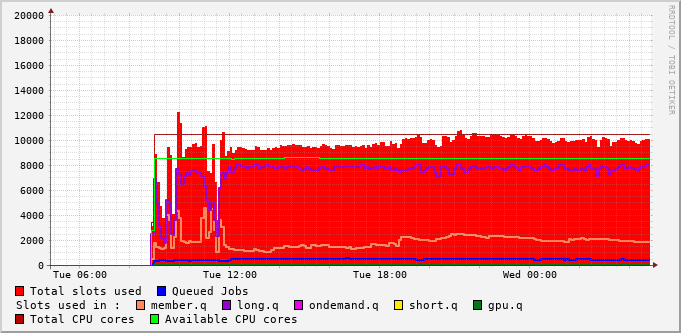 20000
18000
16000
14000
12000
10000
8000
6000
4000
2000
0
Tue 06:00 Tue 12:00 Tue 18:00 Wed 00:00
RRDTOOL / TOBI OETIKER
Total slots used Queued Jobs
Slots used in : member.q long.q ondemand.q short.q gpu.q
Total CPU cores Available CPU cores